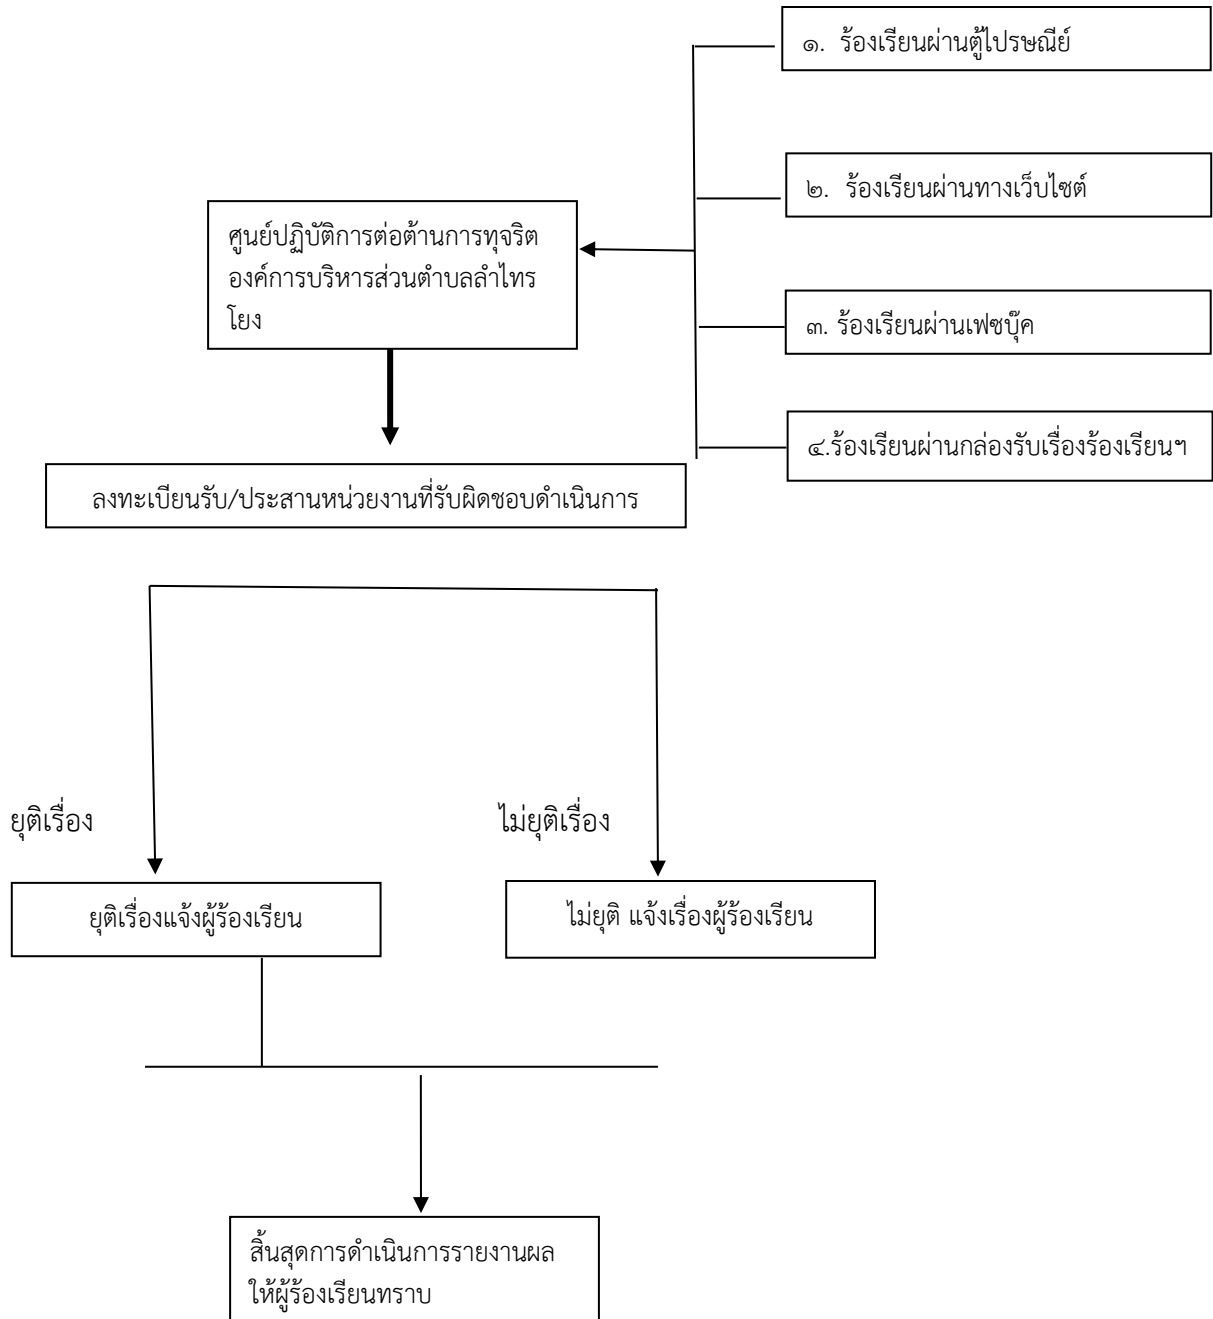 ๑. ร้องเรียนผ่านตู้ไปรษณีย์
๒. ร้องเรียนผ่านทางเว็บไซต์
ศูนย์ปฏิบัติการต่อต้านการทุจริต
องค์การบริหารส่วนตำบลลำไทร
โยง
๓. ร้องเรียนผ่านเฟซบุ๊ค
๔.ร้องเรียนผ่านกล่องรับเรื่องร้องเรียนฯ
ลงทะเบียนรับ/ประสานหน่วยงานที่รับผิดชอบดำเนินการ
ยุติเรื่อง
ไม่ยุติเรื่อง
ยุติเรื่องแจ้งผู้ร้องเรียน
ไม่ยุติ แจ้งเรื่องผู้ร้องเรียน
สิ้นสุดการดำเนินการรายงานผล
ให้ผู้ร้องเรียนทราบ